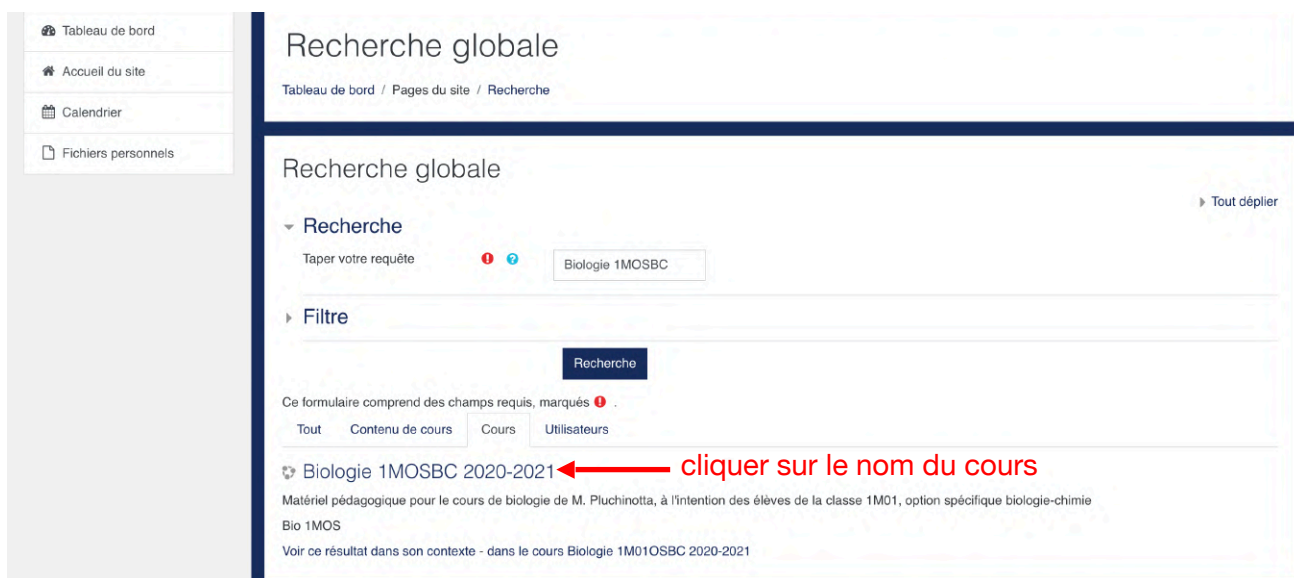 Tableau de bord
Accueil du site
Calendrier
Fichiers personnels
Recherche globale
Tableau de bord / Pages du site / Recherche
Recherche globale
Tout déplier
Recherche
Taper votre requête
Biologie 1MOSBC
Filtre
Recherche
Ce formulaire comprend des champs requis, marqués .
Tout Contenu de cours Cours Utilisateurs
Biologie 1MOSBC 2020-2021 cliquer sur le nom du cours
Matériel pédagogique pour le cours de biologie de M. Pluchinotta, à l'intention des élèves de la classe 1M01, option spécifique biologie-chimie
Bio 1MOS
Voir ce résultat dans son contexte - dans le cours Biologie 1M01OSBC 2020-2021